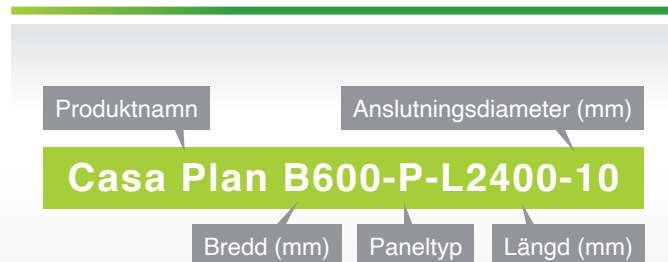 Produktnamn Anslutningsdiameter (mm)
Casa Plan B600-P-L2400-10
Bredd (mm) Paneltyp Längd (mm)